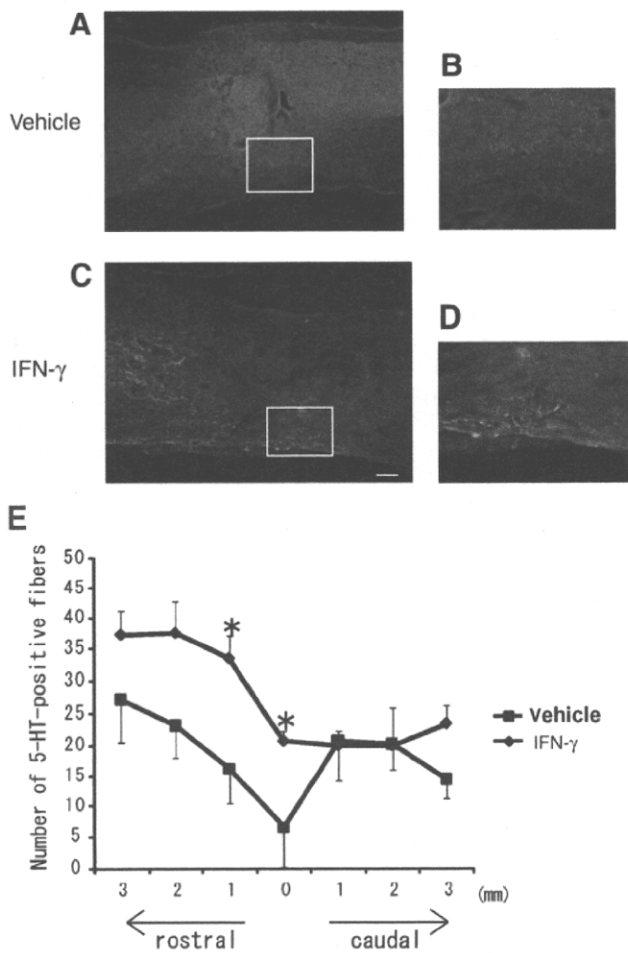 A
B
Vehicle
C
D
IFN-γ
E
Number of 5-HT-positive fibers
50
45
40
35
30
25
20
15
10
5
0
*
*
Vehicle
IFN-γ
3 2 1 0 1 2 3 (mm)
rostral caudal